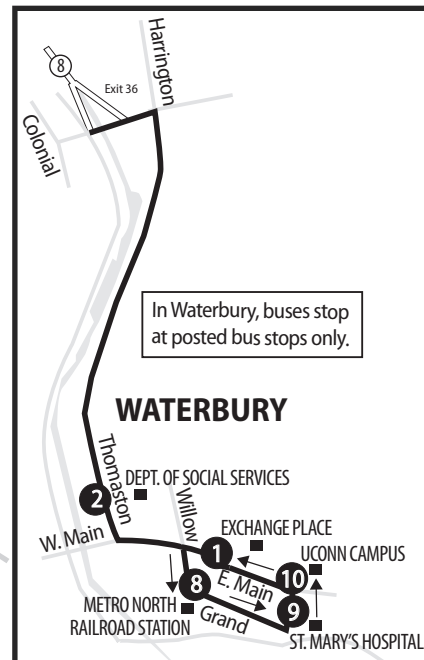 8
Exit 36
Harrington
Colonial
In Waterbury, buses stop
at posted bus stops only.
WATERBURY
Thomaston
2
DEPT. OF SOCIAL SERVICES
Willow
W. Main
1
EXCHANGE PLACE
UCONN CAMPUS
E. Main
10
8
9
METRO NORTH
RAILROAD STATION
Grand
ST. MARY'S HOSPITAL